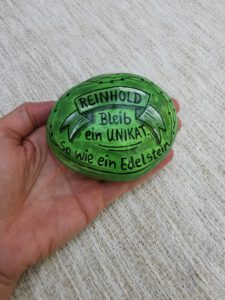 REINHOLD
Bleib
ein UNIKAT.
so wie ein Edelstein